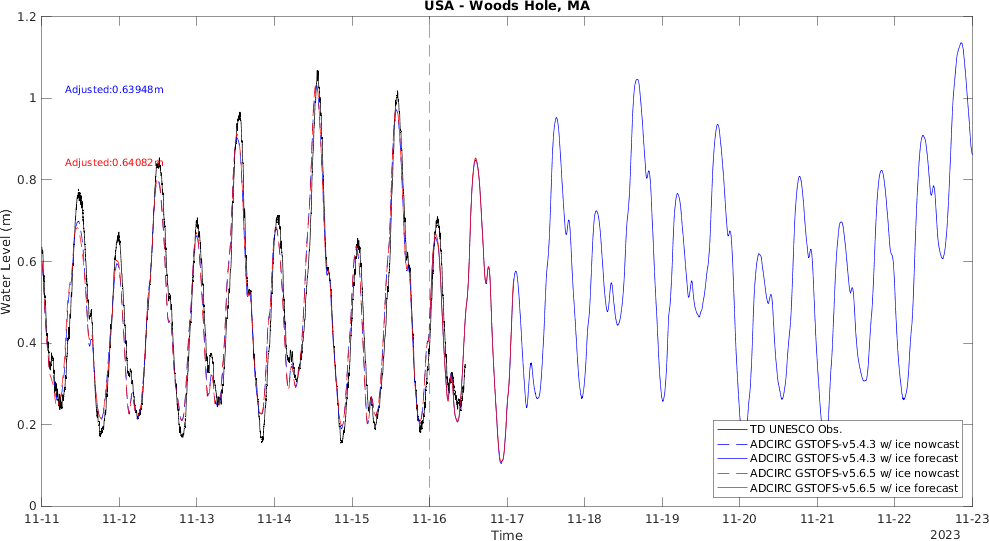 USA - Woods Hole, MA
1.2
1
0.8
0.6
0.4
0.2
0
Water Level (m)
Adjusted:0.63948m
Adjusted:0.64082m
TD UNESCO Obs.
ADCIRC GSTOFS-v5.4.3 w/ ice nowcast
ADCIRC GSTOFS-v5.4.3 w/ ice forecast
ADCIRC GSTOFS-v5.6.5 w/ ice nowcast
ADCIRC GSTOFS-v5.6.5 w/ ice forecast
11-11 11-12 11-13 11-14 11-15 11-16 11-17 11-18 11-19 11-20 11-21 11-22 11-23
Time
2023